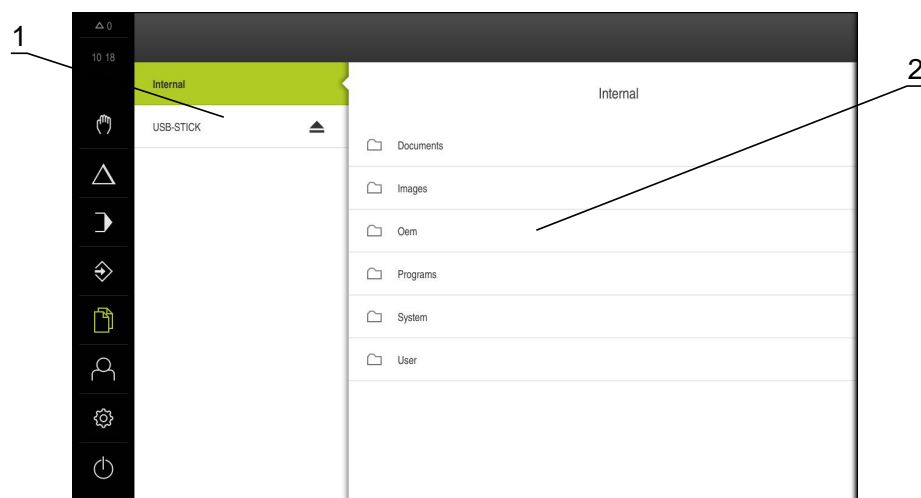 1
△ 0
10 18
2
Internal
USB-STICK
Internal
Documents
Images
Oem
Programs
System
User